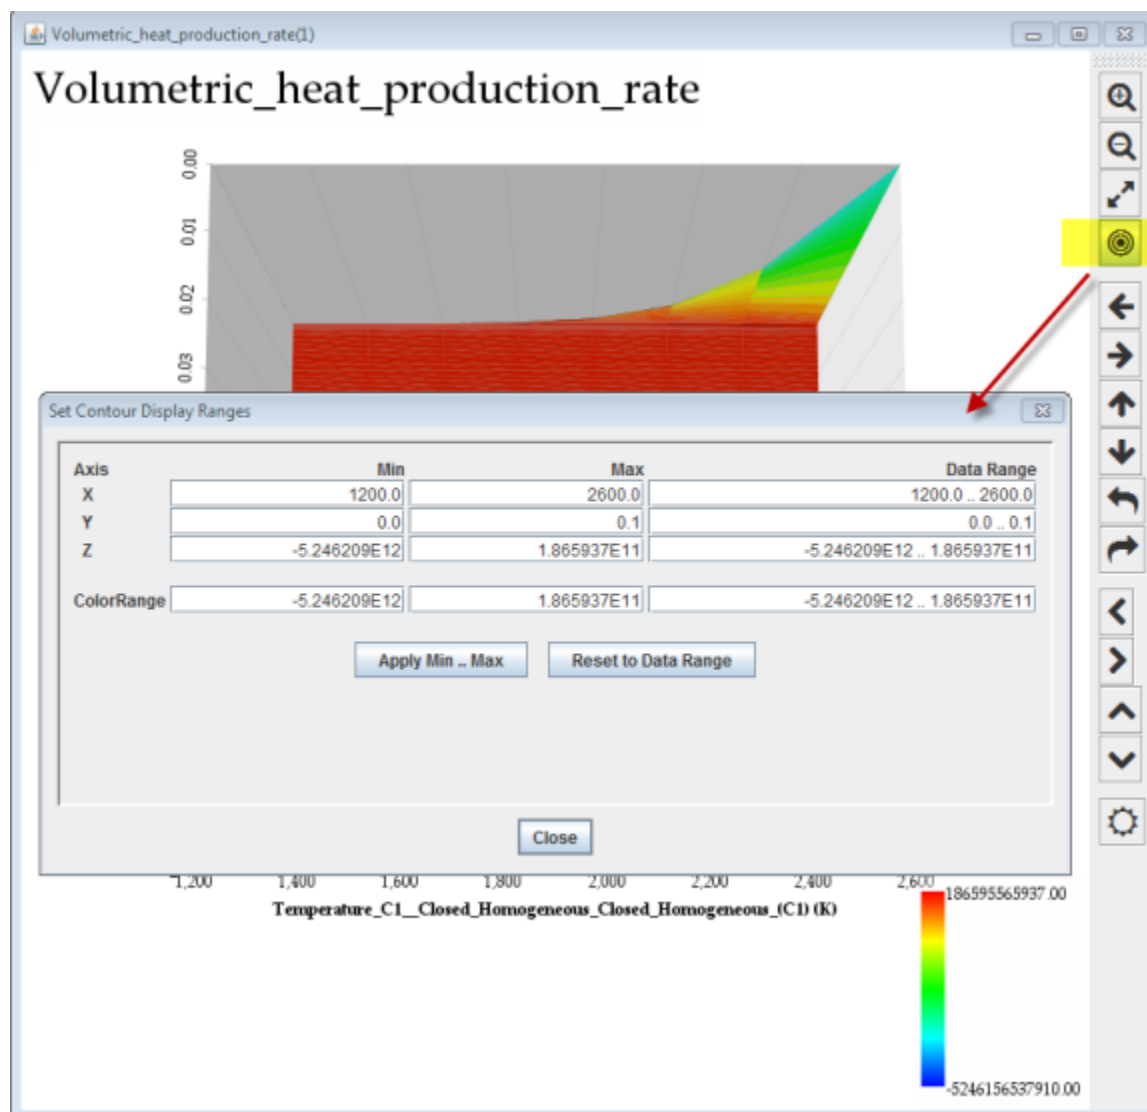 Volumetric_heat_production_rate(1)
Volumetric_heat_production_rate
0.00
0.01
0.02
0.03
Set Contour Display Ranges
Axis Min Max Data Range
X 1200.0 2600.0 1200.0 .. 2600.0
Y 0.0 0.1 0.0 .. 0.1
Z -5.246209E12 1.865937E11 -5.246209E12 .. 1.865937E11
ColorRange -5.246209E12 1.865937E11 -5.246209E12 .. 1.865937E11
Apply Min .. Max Reset to Data Range
Close
1,200 1,400 1,600 1,800 2,000 2,200 2,400 2,600
186595565937.00
Temperature_C1__Closed_Homogeneous_Closed_Homogeneous_(C1) (K)
-5246156537910.00